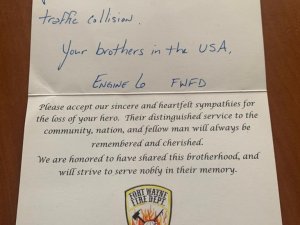 traffic collision.
Your brothers in the USA,
ENGINE 6 FWFD
Please accept our sincere and heartfelt sympathies for
the loss of your hero. Their distinguished service to the
community, nation, and fellow man will always be
remembered and cherished.
We are honored to have shared this brotherhood, and
will strive to serve nobly in their memory.
FORT WAYNE
FIRE DEPT